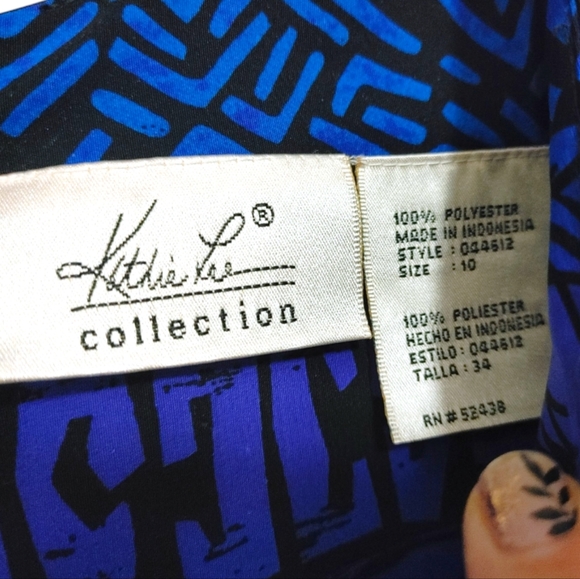 Kathie Lee ®
collection
100% POLYESTER
MADE IN INDONESIA
STYLE : 044612
SIZE : 10
100% POLIESTER
HECHO EN INDONESIA
ESTILO : 044612
TALLA : 34
RN # 52438